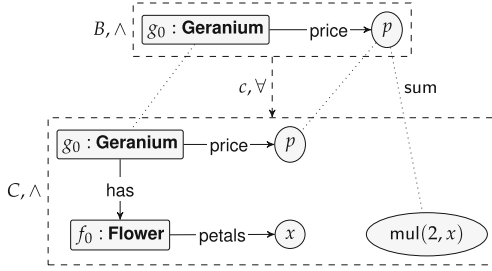 B, ∧
g₀ : Geranium price p
c, ∀ sum
C, ∧
g₀ : Geranium price p
has
f₀ : Flower petals x mul(2, x)